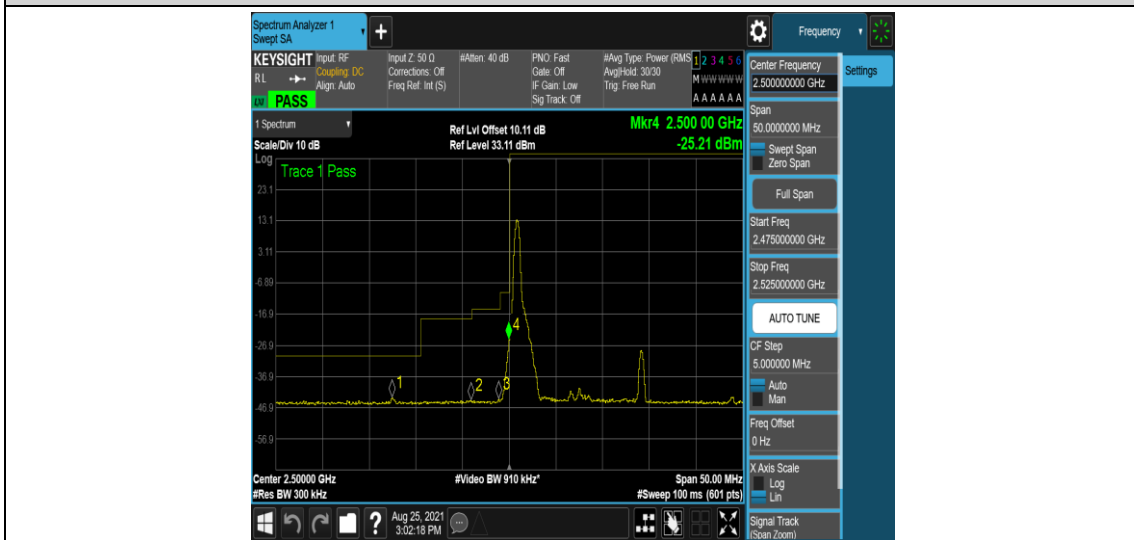 Spectrum Analyzer 1
Swept SA
+
Frequency
KEYSIGHT
RL
LXI
PASS
Input: RF
Coupling: DC
Align: Auto
Input Z: 50 Ω
Corrections: Off
Freq Ref: Int (S)
#Atten: 40 dB
PNO: Fast
Gate: Off
IF Gain: Low
Sig Track: Off
#Avg Type: Power (RMS
Avg|Hold: 30/30
Trig: Free Run
1 2 3 4 5 6
M W W W W W
A A A A A A
1 Spectrum
Scale/Div 10 dB
Ref Lvl Offset 10.11 dB
Ref Level 33.11 dBm
Mkr4 2.500 00 GHz
-25.21 dBm
Log
Trace 1 Pass
23.1
13.1
3.11
-6.89
-16.9
-26.9
-36.9
-46.9
-56.9
4
1
2
3
Center 2.50000 GHz
#Res BW 300 kHz
#Video BW 910 kHz*
Span 50.00 MHz
#Sweep 100 ms (601 pts)
?
Aug 25, 2021
3:02:18 PM
Center Frequency
2.500000000 GHz
Span
50.0000000 MHz
Swept Span
Zero Span
Full Span
Start Freq
2.475000000 GHz
Stop Freq
2.525000000 GHz
AUTO TUNE
CF Step
5.000000 MHz
Auto
Man
Freq Offset
0 Hz
X Axis Scale
Log
Lin
Signal Track
(Span Zoom)
Settings